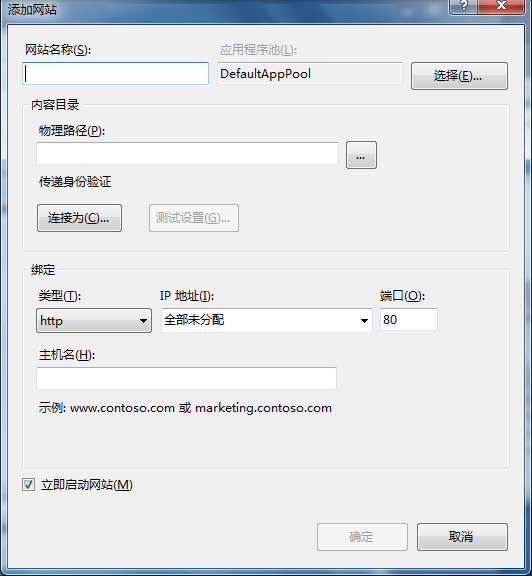 添加网站
网站名称(S):
应用程序池(L):
DefaultAppPool
选择(E)...
内容目录
物理路径(P):
...
传递身份验证
连接为(C)...
测试设置(G)...
绑定
类型(T):
IP 地址(I):
端口(O):
http
全部未分配
80
主机名(H):
示例: www.contoso.com 或 marketing.contoso.com
立即启动网站(M)
确定
取消